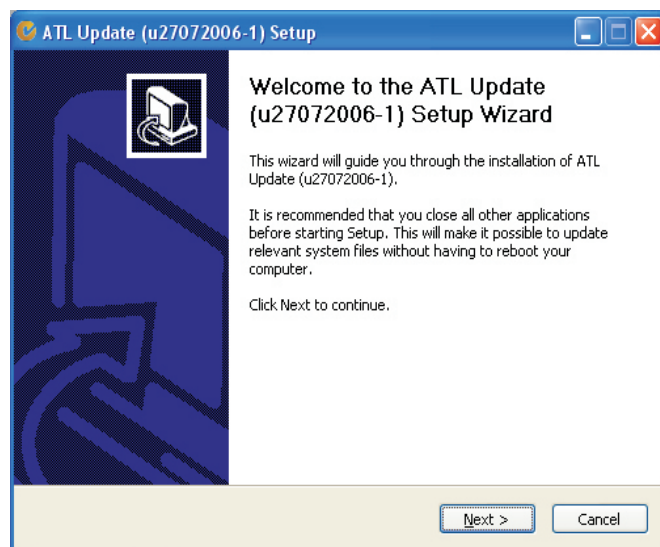 ATL Update (u27072006-1) Setup
Welcome to the ATL Update
(u27072006-1) Setup Wizard
This wizard will guide you through the installation of ATL
Update (u27072006-1).
It is recommended that you close all other applications
before starting Setup. This will make it possible to update
relevant system files without having to reboot your
computer.
Click Next to continue.
Next >
Cancel